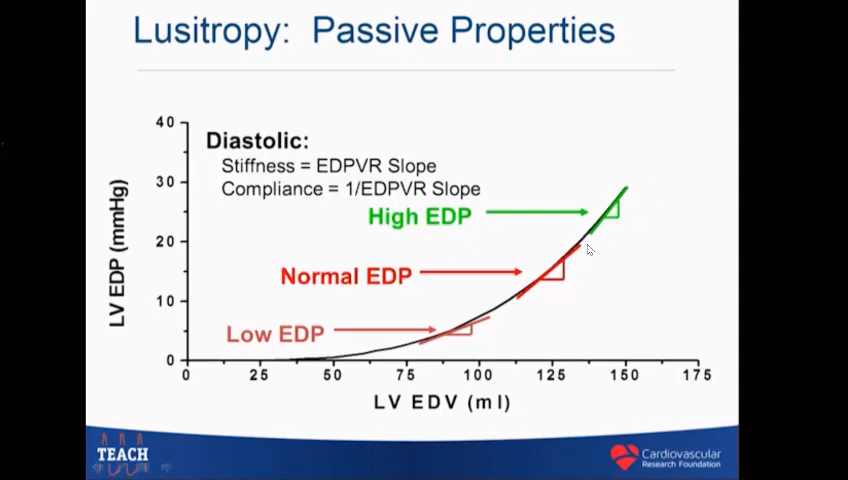 Lusitropy: Passive Properties
40
30
20
10
0
LV EDP (mmHg)
Diastolic:
Stiffness = EDPVR Slope
Compliance = 1/EDPVR Slope
High EDP
Normal EDP
Low EDP
0 25 50 75 100 125 150 175
LV EDV (ml)
TEACH
Cardiovascular
Research Foundation